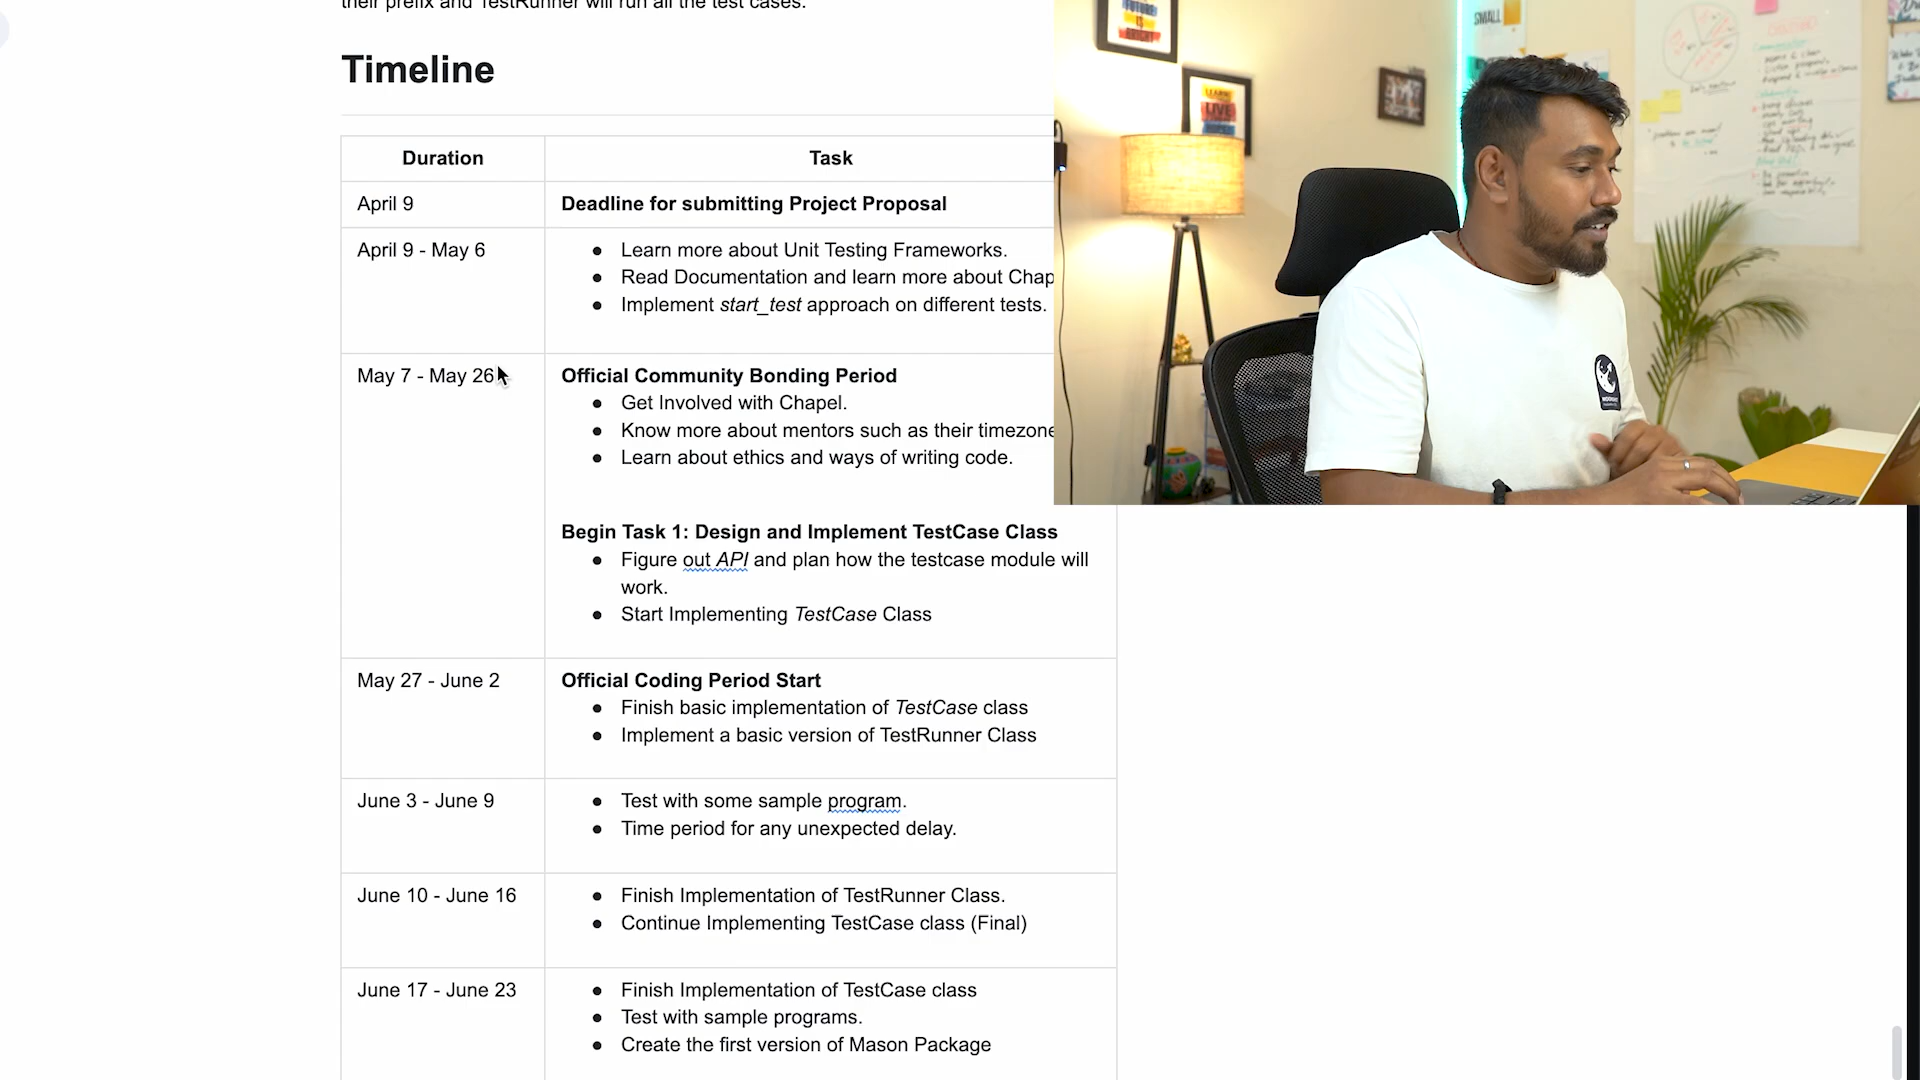 their prefix and TestRunner will run all the test cases.
Timeline
Duration
Task
April 9
Deadline for submitting Project Proposal
April 9 - May 6
● Learn more about Unit Testing Frameworks.
● Read Documentation and learn more about Chap
● Implement start_test approach on different tests.
May 7 - May 26
Official Community Bonding Period
● Get Involved with Chapel.
● Know more about mentors such as their timezone
● Learn about ethics and ways of writing code.
Begin Task 1: Design and Implement TestCase Class
● Figure out API and plan how the testcase module will
work.
● Start Implementing TestCase Class
May 27 - June 2
Official Coding Period Start
● Finish basic implementation of TestCase class
● Implement a basic version of TestRunner Class
June 3 - June 9
● Test with some sample program.
● Time period for any unexpected delay.
June 10 - June 16
● Finish Implementation of TestRunner Class.
● Continue Implementing TestCase class (Final)
June 17 - June 23
● Finish Implementation of TestCase class
● Test with sample programs.
● Create the first version of Mason Package
FUTURE
IS
BRIGHT
LEARN
LIVE
SMALL